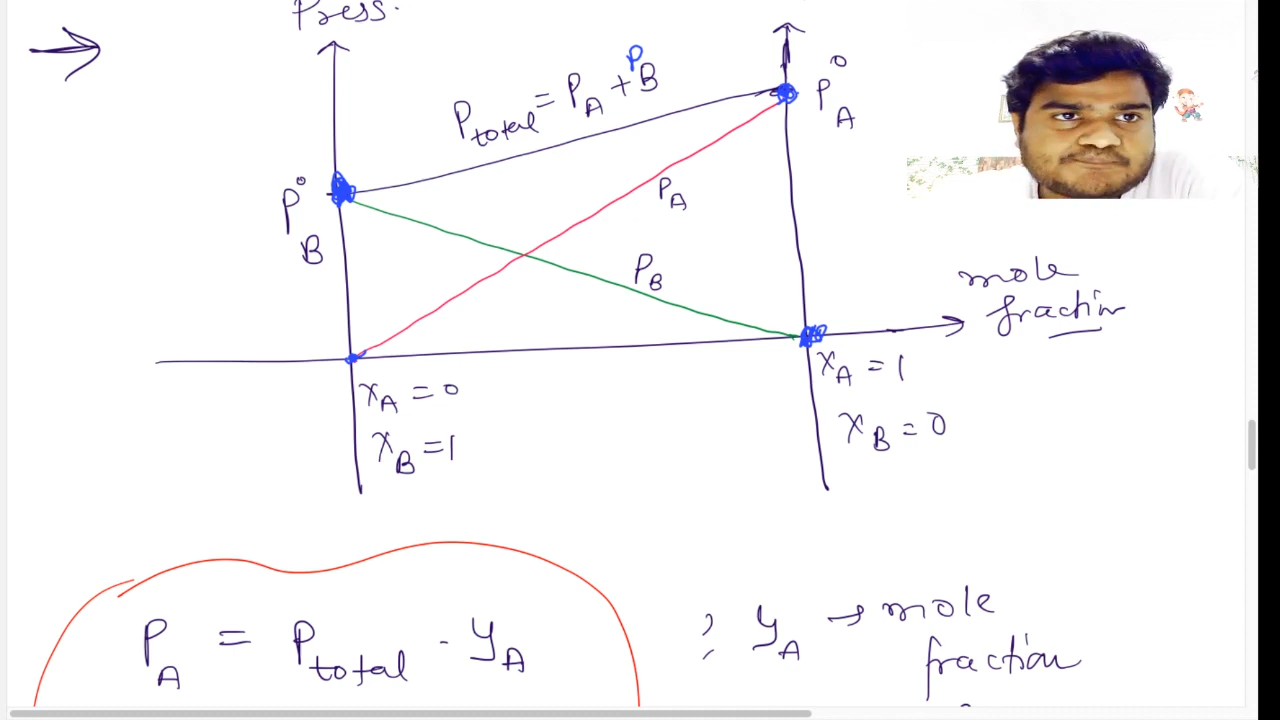 Press.
P_total = P_A + P_B
P°_A
P°_B
P_A
P_B
mole
fraction
x_A = 0
x_B = 1
x_A = 1
x_B = 0
P_A = P_total · y_A ; y_A → mole
fraction